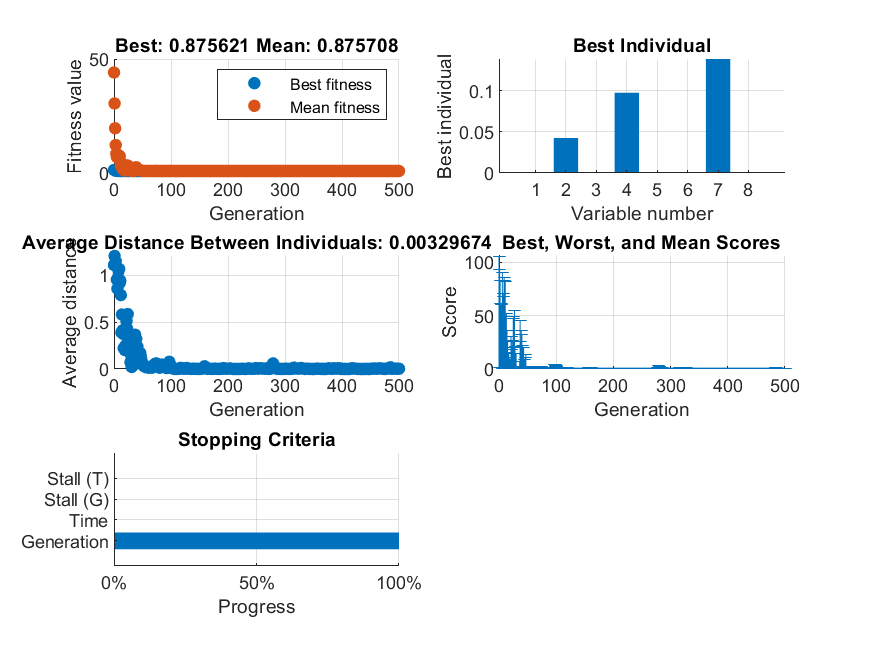 Best: 0.875621 Mean: 0.875708
Fitness value
50
0
Best fitness
Mean fitness
0 100 200 300 400 500
Generation
Best Individual
Best individual
0.1
0.05
0
1 2 3 4 5 6 7 8
Variable number
Average Distance Between Individuals: 0.00329674
Average distance
1
0.5
0
0 100 200 300 400 500
Generation
Best, Worst, and Mean Scores
Score
100
50
0
0 100 200 300 400 500
Generation
Stopping Criteria
Stall (T)
Stall (G)
Time
Generation
0% 50% 100%
Progress